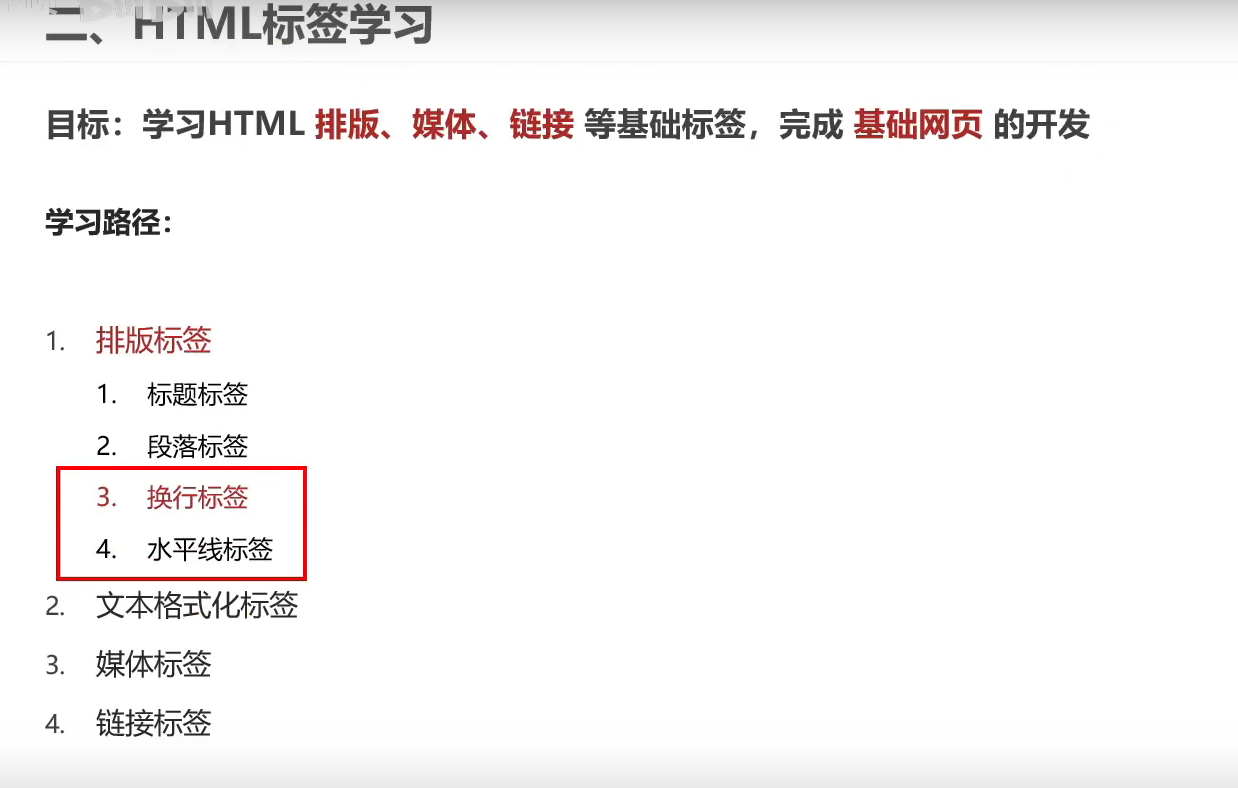 二、HTML标签学习
目标：学习HTML 排版、媒体、链接 等基础标签，完成 基础网页 的开发
学习路径：
1. 排版标签
1. 标题标签
2. 段落标签
3. 换行标签
4. 水平线标签
2. 文本格式化标签
3. 媒体标签
4. 链接标签